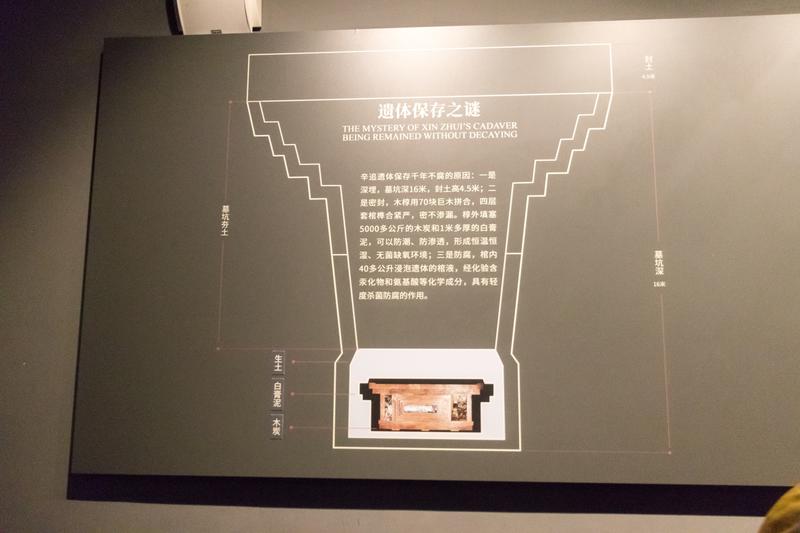 遗体保存之谜
THE MYSTERY OF XIN ZHUI'S CADAVER
BEING REMAINED WITHOUT DECAYING
辛追遗体保存千年不腐的原因：一是
深埋，墓坑深16米，封土高4.5米；二
是密封，木椁用70块巨木拼合，四层
套棺榫合紧严，密不渗漏。椁外填塞
5000多公斤的木炭和1米多厚的白膏
泥，可以防潮、防渗透，形成恒温恒
湿、无菌缺氧环境；三是防腐，棺内
40多公升浸泡遗体的棺液，经化验含
汞化物和氨基酸等化学成分，具有轻
度杀菌防腐的作用。
封土
4.5米
墓坑夯土
墓坑深
16米
生土
白膏泥
木炭